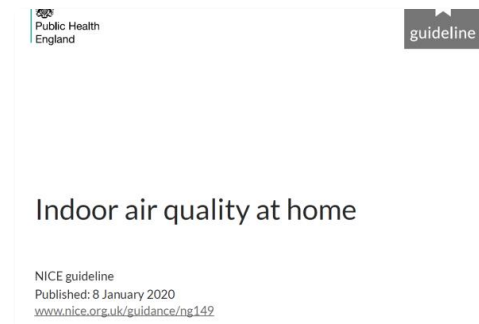 Public Health
England
guideline
Indoor air quality at home
NICE guideline
Published: 8 January 2020
www.nice.org.uk/guidance/ng149